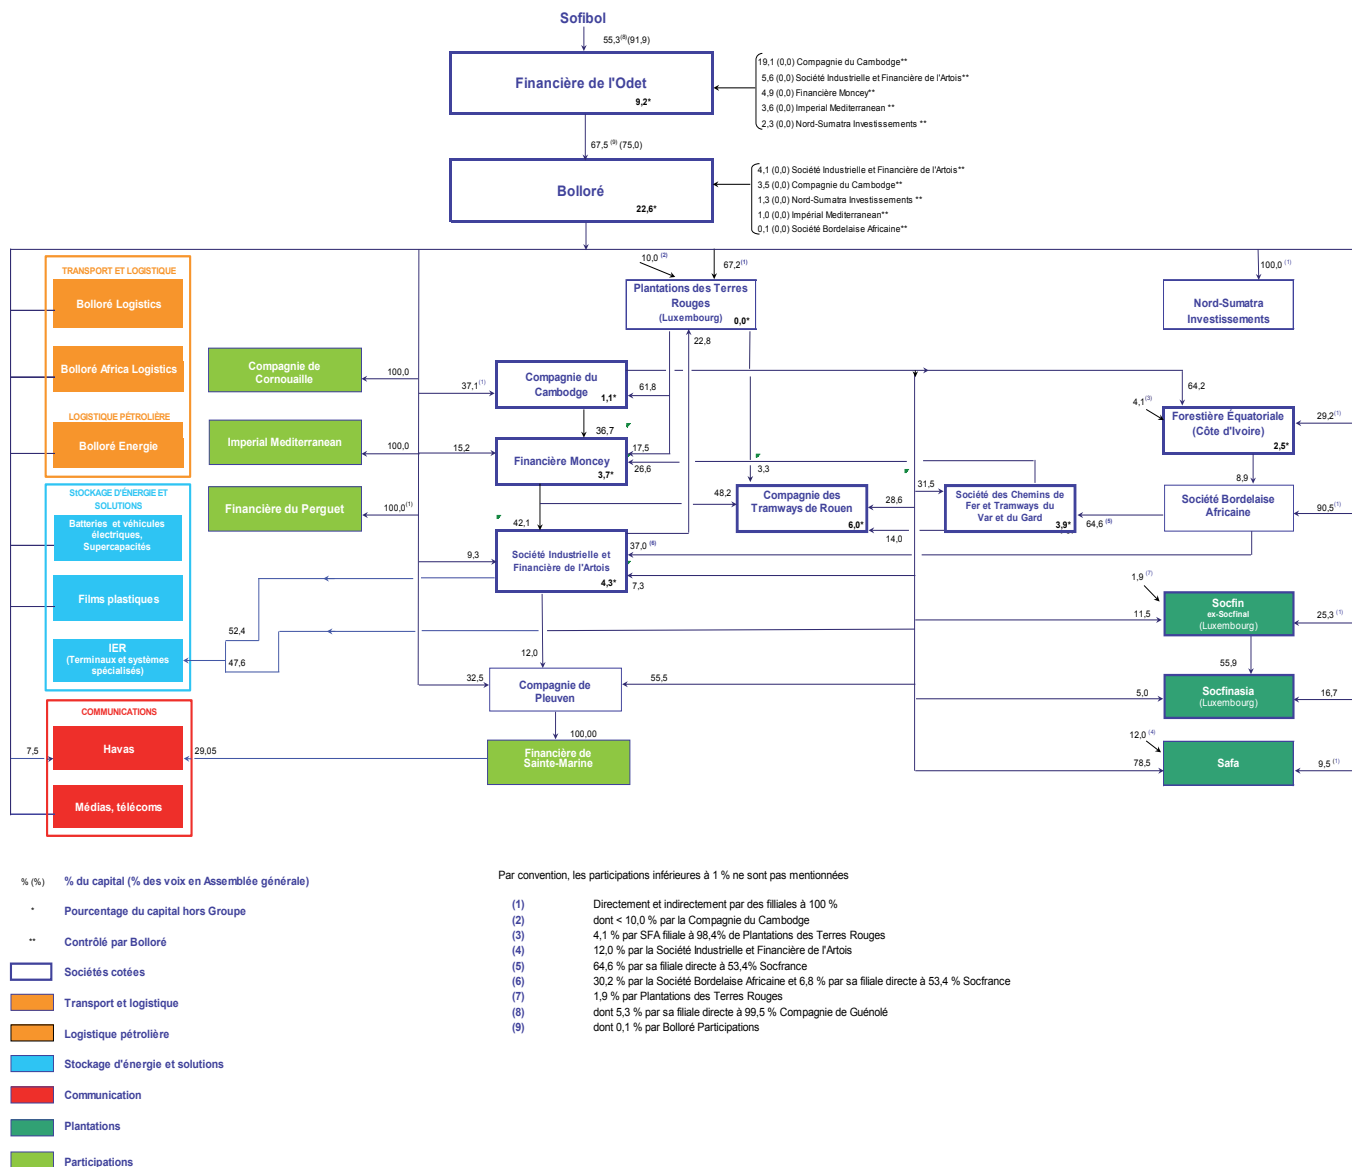 Sofibol
55,3(8)(91,9)
Financière de l'Odet
9,2*
19,1 (0,0) Compagnie du Cambodge**
5,6 (0,0) Société Industrielle et Financière de l'Artois**
4,9 (0,0) Financière Moncey**
3,6 (0,0) Imperial Mediterranean **
2,3 (0,0) Nord-Sumatra Investissements **
67,5 (9) (75,0)
Bolloré
22,6*
4,1 (0,0) Société Industrielle et Financière de l'Artois**
3,5 (0,0) Compagnie du Cambodge**
1,3 (0,0) Nord-Sumatra Investissements **
1,0 (0,0) Impérial Mediterranean**
0,1 (0,0) Société Bordelaise Africaine**
TRANSPORT ET LOGISTIQUE
Bolloré Logistics
Bolloré Africa Logistics
LOGISTIQUE PÉTROLIÈRE
Bolloré Energie
StOCKAGE D'ÉNERGIE ET
SOLUTIONS
Batteries et véhicules
électriques,
Supercapacités
Films plastiques
IER
(Terminaux et systèmes
spécialisés)
52,4
47,6
COMMUNICATIONS
7,5
Havas
29,05
Médias, télécoms
Compagnie de
Cornouaille
100,0
Imperial Mediterranean
100,0
Financière du Perguet
100,0(1)
10,0 (2)
67,2(1)
Plantations des Terres
Rouges
(Luxembourg)
0,0*
22,8
100,0 (1)
Nord-Sumatra
Investissements
37,1(1)
Compagnie du
Cambodge
1,1*
61,8
64,2
36,7
15,2
Financière Moncey
3,7*
17,5
26,6
3,3
4,1(3)
Forestière Équatoriale
(Côte d'Ivoire)
2,5*
29,2(1)
8,9
48,2
Compagnie des
Tramways de Rouen
6,0*
28,6
14,0
31,5
Société des Chemins de
Fer et Tramways du
Var et du Gard
3,9*
64,6 (5)
Société Bordelaise
Africaine
90,5(1)
42,1
9,3
Société Industrielle et
Financière de l'Artois
4,3*
37,0 (6)
7,3
12,0
32,5
Compagnie de
Pleuven
55,5
100,00
Financière de
Sainte-Marine
1,9 (7)
11,5
Socfin
ex-Socfinal
(Luxembourg)
25,3 (1)
55,9
5,0
Socfinasia
(Luxembourg)
16,7
12,0 (4)
78,5
Safa
9,5 (1)
% (%) % du capital (% des voix en Assemblée générale)
* Pourcentage du capital hors Groupe
** Contrôlé par Bolloré
Sociétés cotées
Transport et logistique
Logistique pétrolière
Stockage d'énergie et solutions
Communication
Plantations
Participations
Par convention, les participations inférieures à 1 % ne sont pas mentionnées
(1) Directement et indirectement par des filliales à 100 %
(2) dont < 10,0 % par la Compagnie du Cambodge
(3) 4,1 % par SFA filiale à 98,4% de Plantations des Terres Rouges
(4) 12,0 % par la Société Industrielle et Financière de l'Artois
(5) 64,6 % par sa filiale directe à 53,4% Socfrance
(6) 30,2 % par la Société Bordelaise Africaine et 6,8 % par sa filiale directe à 53,4 % Socfrance
(7) 1,9 % par Plantations des Terres Rouges
(8) dont 5,3 % par sa filiale directe à 99,5 % Compagnie de Guénolé
(9) dont 0,1 % par Bolloré Participations